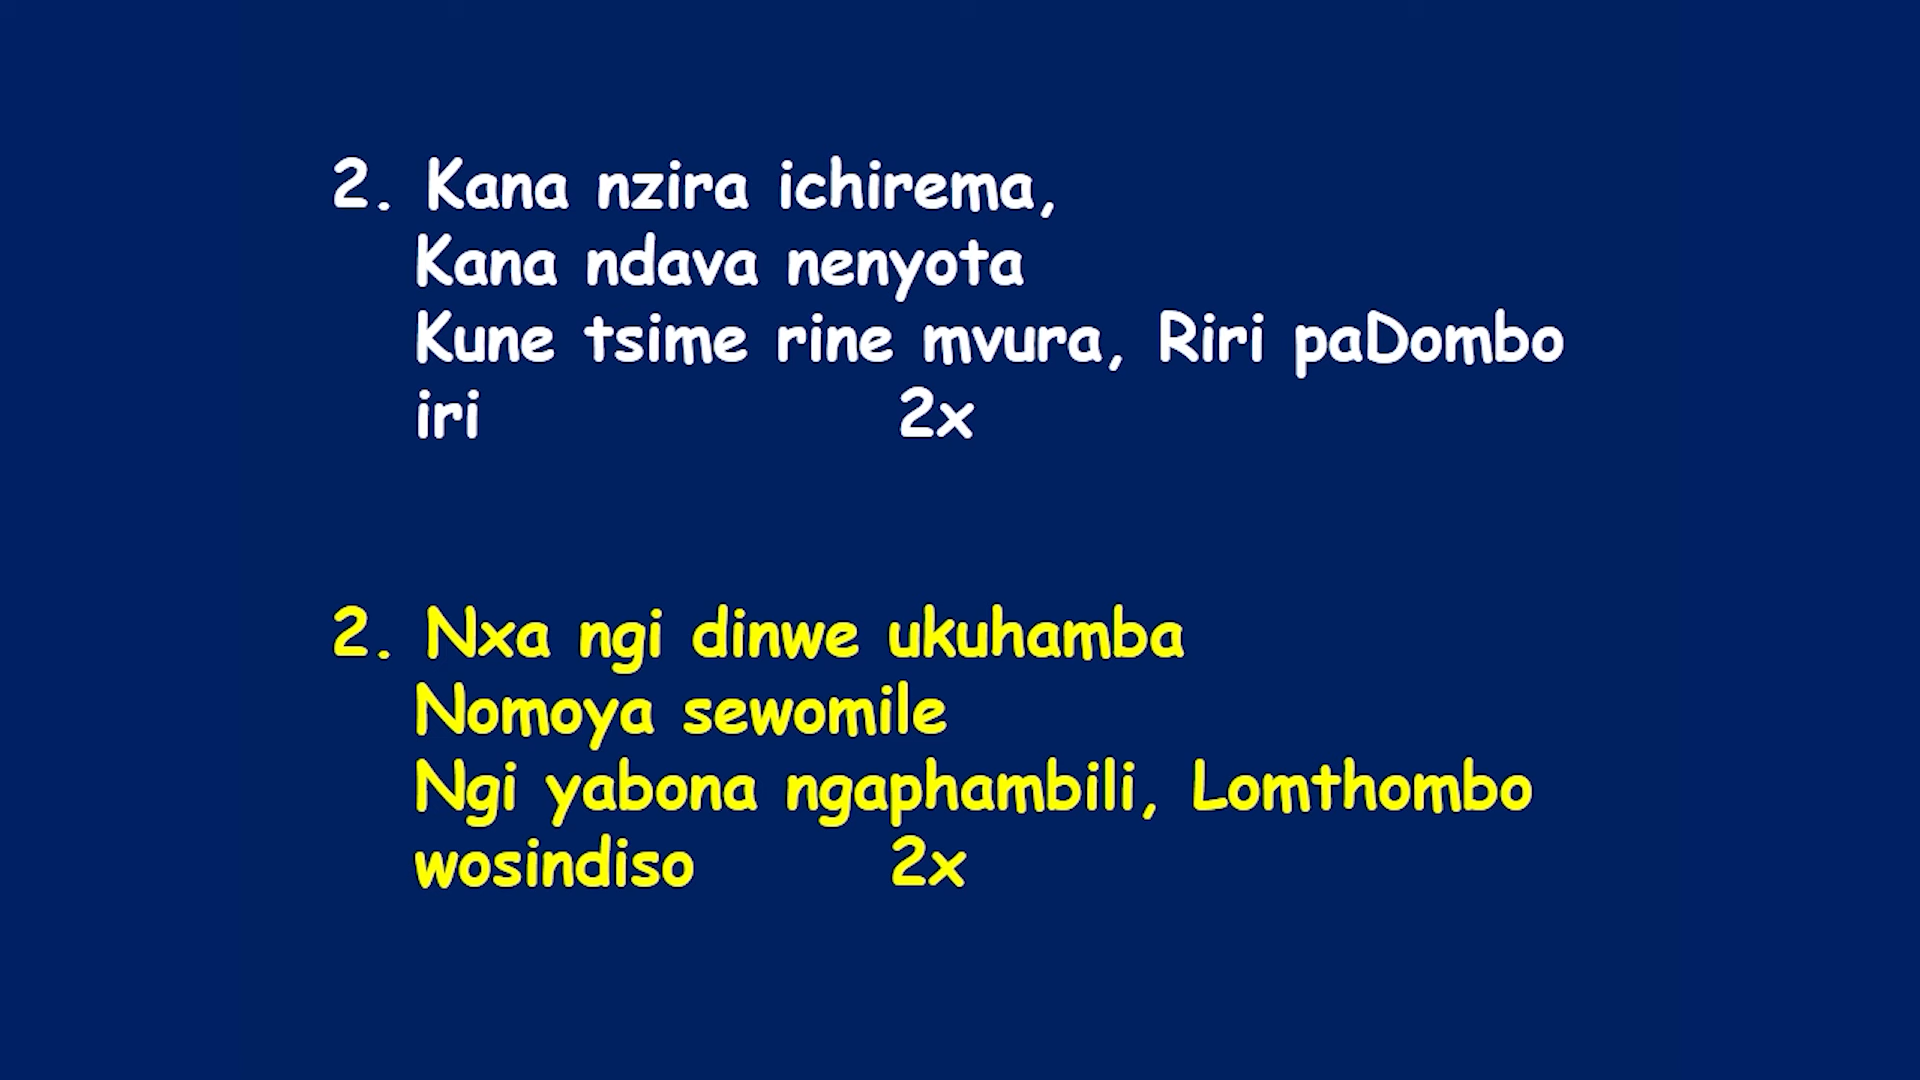 2. Kana nzira ichirema,
Kana ndava nenyota
Kune tsime rine mvura, Riri paDombo
iri 2x
2. Nxa ngi dinwe ukuhamba
Nomoya sewomile
Ngi yabona ngaphambili, Lomthombo
wosindiso 2x